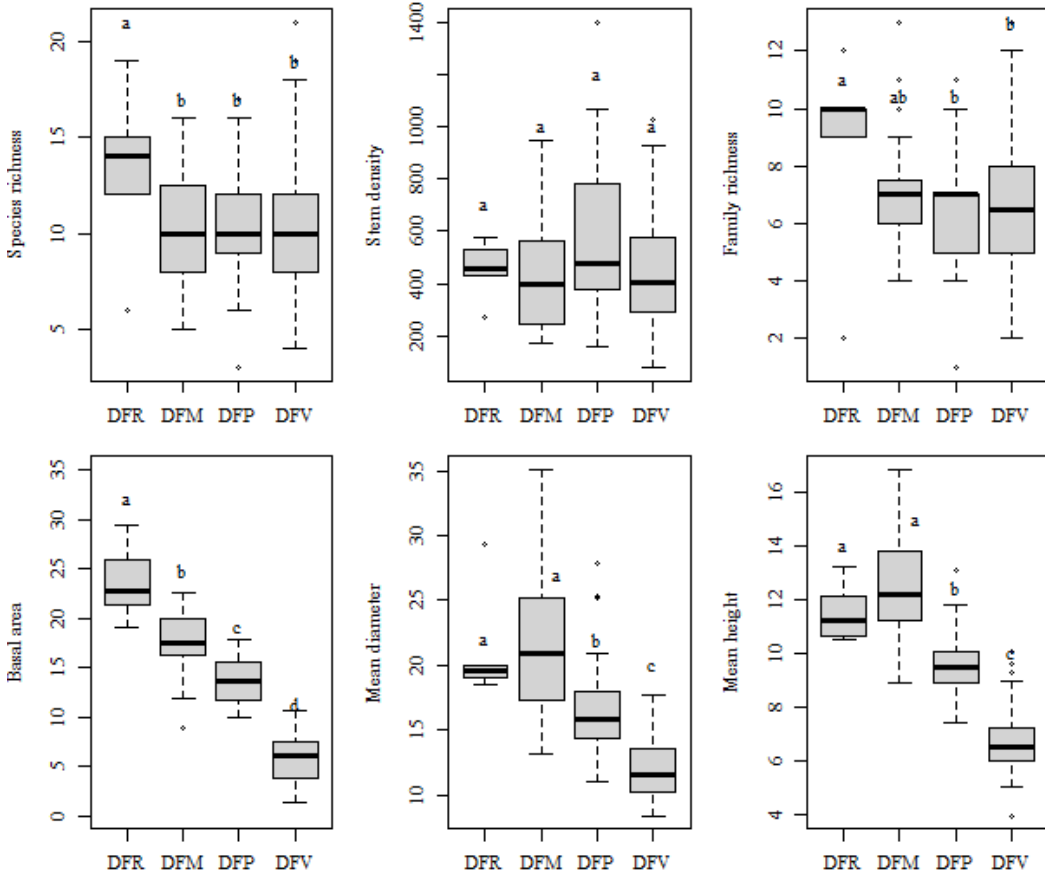 Species richness
20
15
10
5
a
b
b
b
DFR DFM DFP DFV
Stem density
1400
1000
800
600
400
200
a
a
a
a
DFR DFM DFP DFV
Family richness
12
10
8
6
4
2
a
ab
b
b
DFR DFM DFP DFV
Basal area
35
30
25
20
15
10
5
0
a
b
c
d
DFR DFM DFP DFV
Mean diameter
35
30
25
20
15
10
a
a
b
c
DFR DFM DFP DFV
Mean height
16
14
12
10
8
6
4
a
a
b
c
DFR DFM DFP DFV